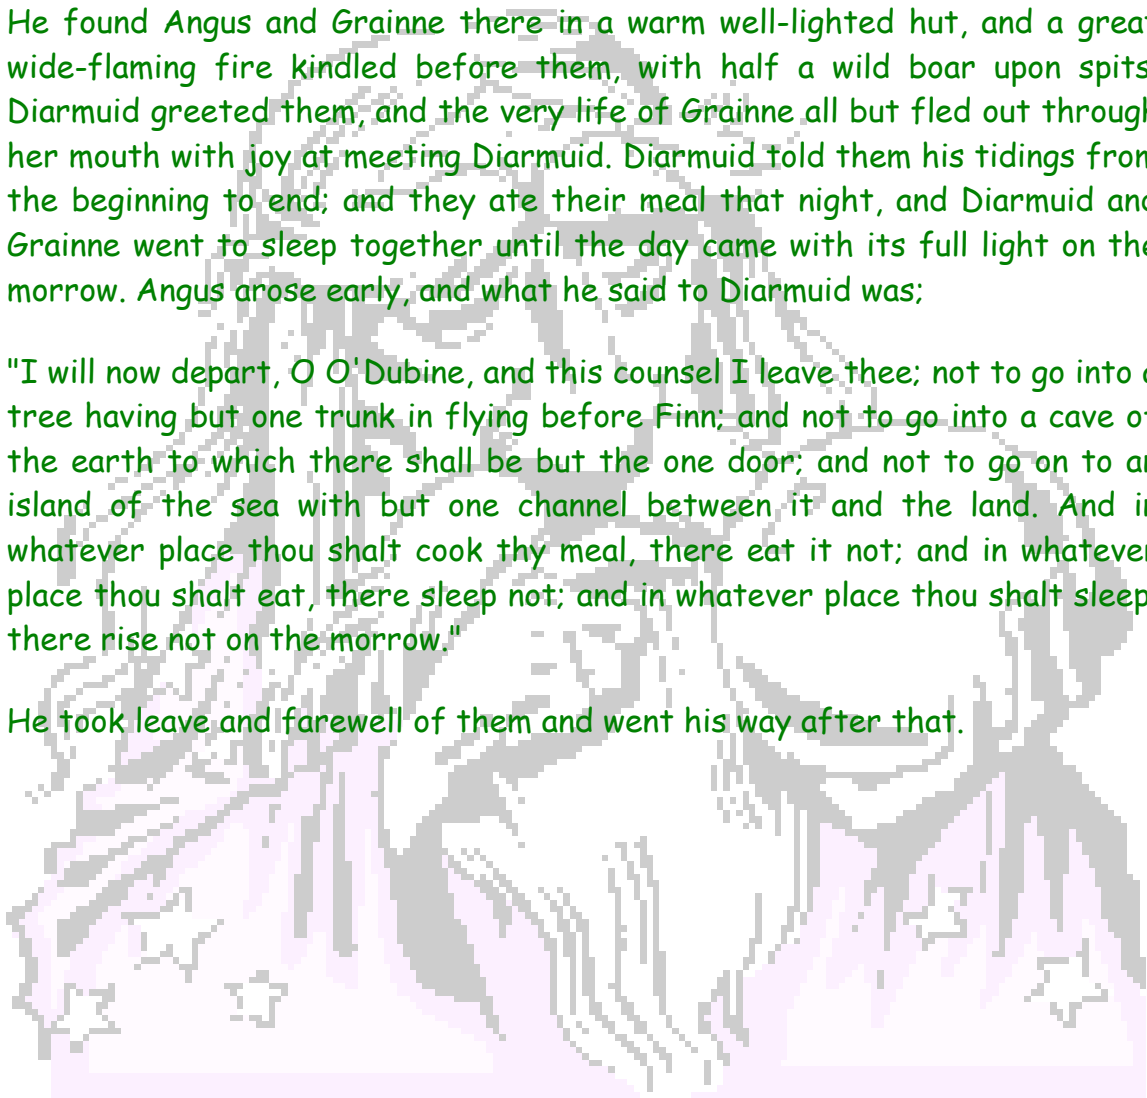 He found Angus and Grainne there in a warm well-lighted hut, and a great
wide-flaming fire kindled before them, with half a wild boar upon spits
Diarmuid greeted them, and the very life of Grainne all but fled out through
her mouth with joy at meeting Diarmuid. Diarmuid told them his tidings from
the beginning to end; and they ate their meal that night, and Diarmuid and
Grainne went to sleep together until the day came with its full light on the
morrow. Angus arose early, and what he said to Diarmuid was;
"I will now depart, O O'Dubine, and this counsel I leave thee; not to go into a
tree having but one trunk in flying before Finn; and not to go into a cave of
the earth to which there shall be but the one door; and not to go on to an
island of the sea with but one channel between it and the land. And in
whatever place thou shalt cook thy meal, there eat it not; and in whatever
place thou shalt eat, there sleep not; and in whatever place thou shalt sleep
there rise not on the morrow."
He took leave and farewell of them and went his way after that.